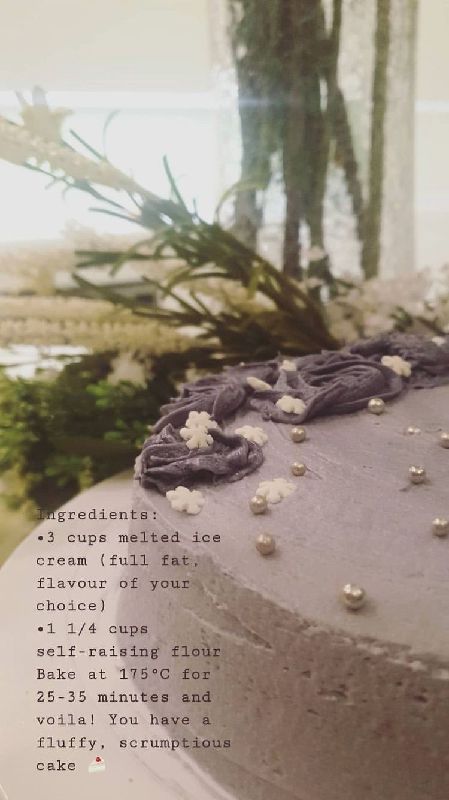 Ingredients:
•3 cups melted ice
cream (full fat,
flavour of your
choice)
•1 1/4 cups
self-raising flour
Bake at 175°C for
25-35 minutes and
voila! You have a
fluffy, scrumptious
cake 🍰